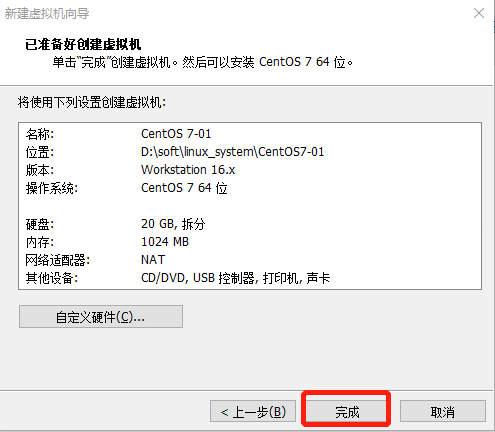 新建虚拟机向导
已准备好创建虚拟机
单击“完成”创建虚拟机。然后可以安装 CentOS 7 64 位。
将使用下列设置创建虚拟机:
名称: CentOS 7-01
位置: D:\soft\linux_system\CentOS7-01
版本: Workstation 16.x
操作系统: CentOS 7 64 位
硬盘: 20 GB, 拆分
内存: 1024 MB
网络适配器: NAT
其他设备: CD/DVD, USB 控制器, 打印机, 声卡
自定义硬件(C)...
< 上一步(B) 完成 取消